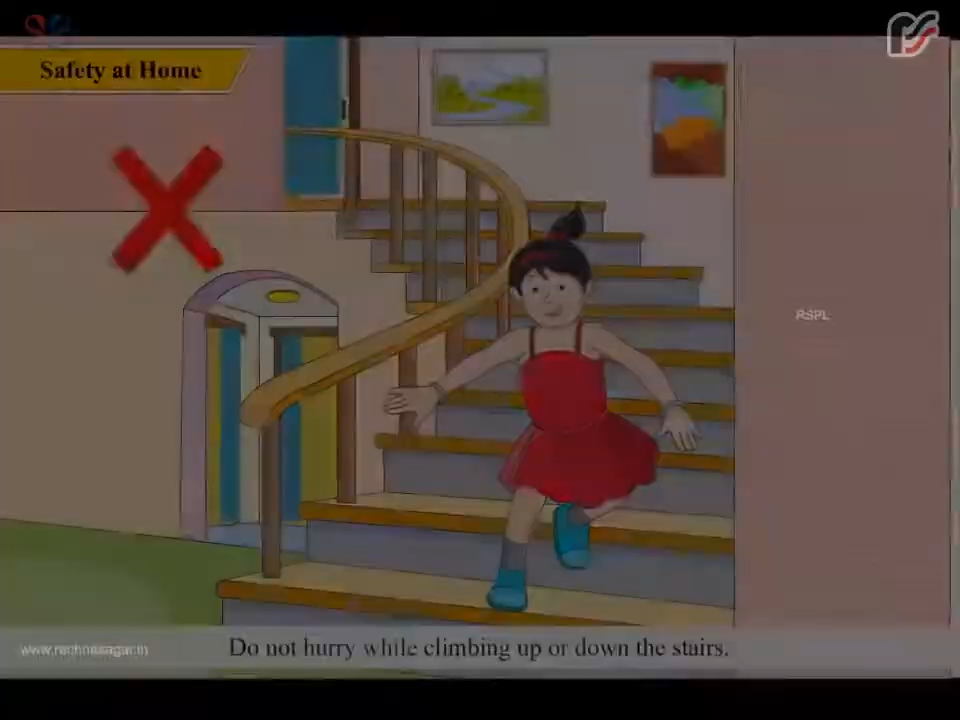 Safety at Home
RSPL
www.rachnasagar.in
Do not hurry while climbing up or down the stairs.